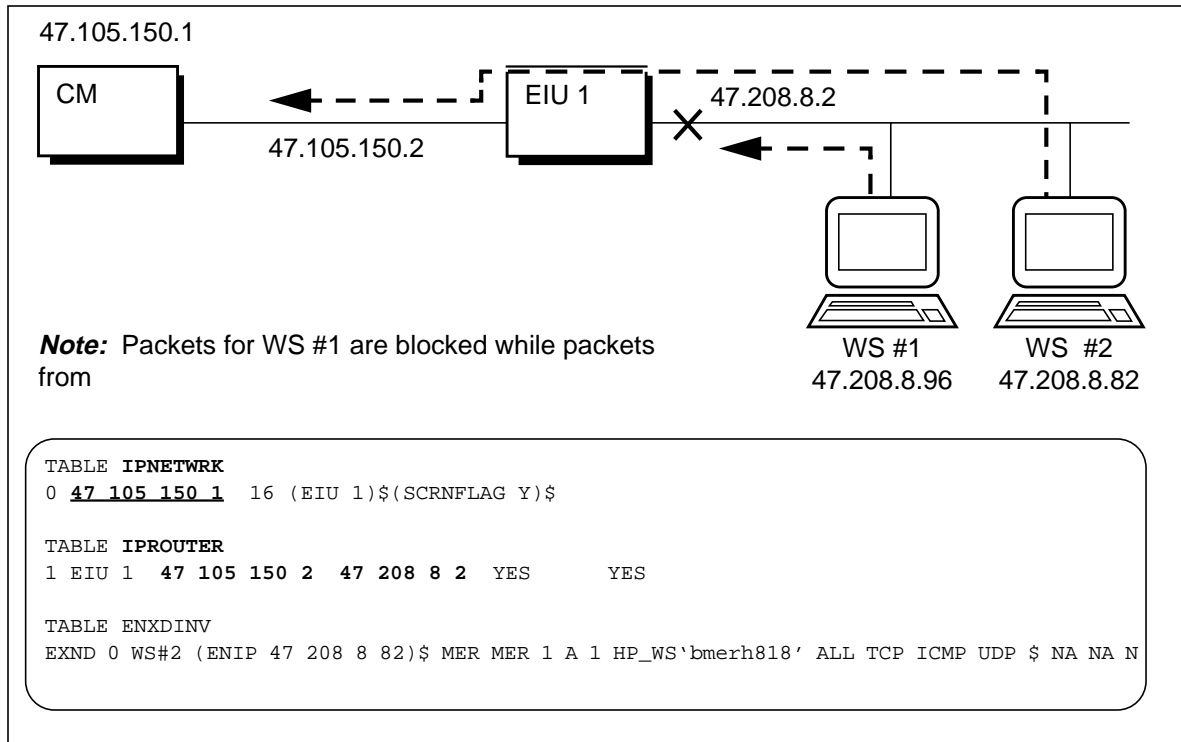 47.105.150.1
CM
EIU 1
47.208.8.2
47.105.150.2
Note: Packets for WS #1 are blocked while packets
from
WS #1
47.208.8.96
WS #2
47.208.8.82
TABLE IPNETWRK
0 47 105 150 1 16 (EIU 1)$(SCRNFLAG Y)$
TABLE IPROUTER
1 EIU 1 47 105 150 2 47 208 8 2 YES YES
TABLE ENXDINV
EXND 0 WS#2 (ENIP 47 208 8 82)$ MER MER 1 A 1 HP_WS‘bmerh818’ ALL TCP ICMP UDP $ NA NA N